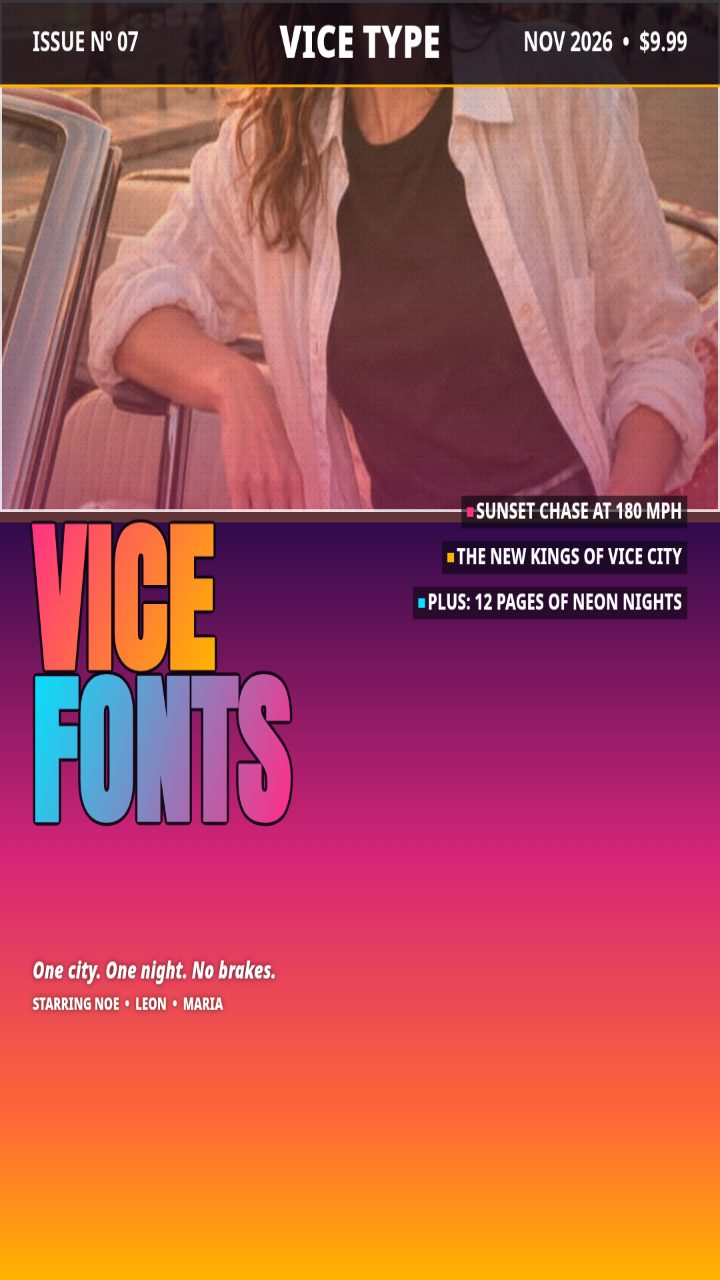 ISSUE Nº 07
VICE TYPE
NOV 2026 • $9.99
SUNSET CHASE AT 180 MPH
THE NEW KINGS OF VICE CITY
PLUS: 12 PAGES OF NEON NIGHTS
VICE
FONTS
One city. One night. No brakes.
STARRING NOE • LEON • MARIA